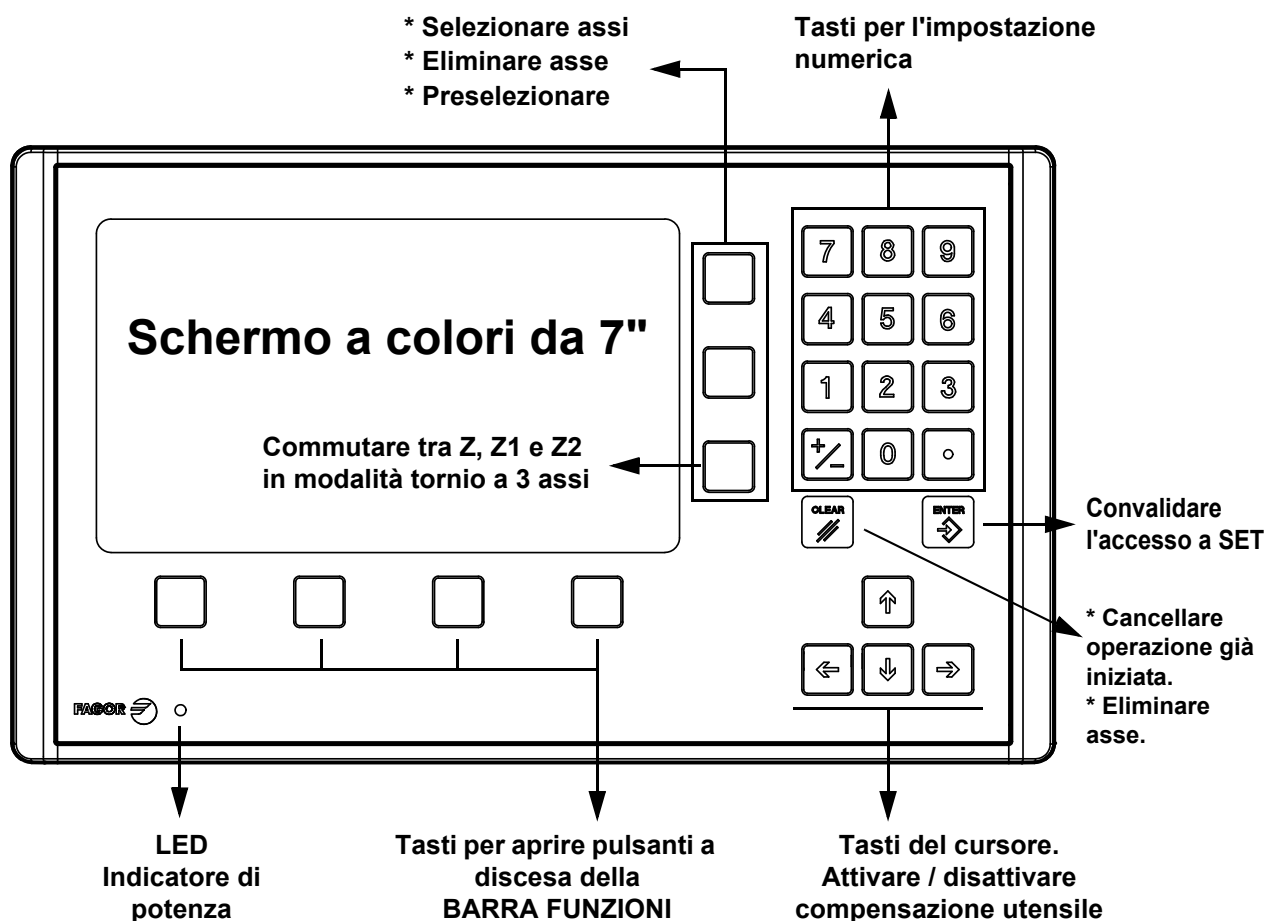 * Selezionare assi
* Eliminare asse
* Preselezionare
Tasti per l'impostazione
numerica
Schermo a colori da 7"
Commutare tra Z, Z1 e Z2
in modalità tornio a 3 assi
7 8 9
4 5 6
1 2 3
+/- 0
CLEAR
ENTER
Convalidare
l'accesso a SET
* Cancellare
operazione già
iniziata.
* Eliminare
asse.
FAGOR
LED
Indicatore di
potenza
Tasti per aprire pulsanti a
discesa della
BARRA FUNZIONI
Tasti del cursore.
Attivare / disattivare
compensazione utensile